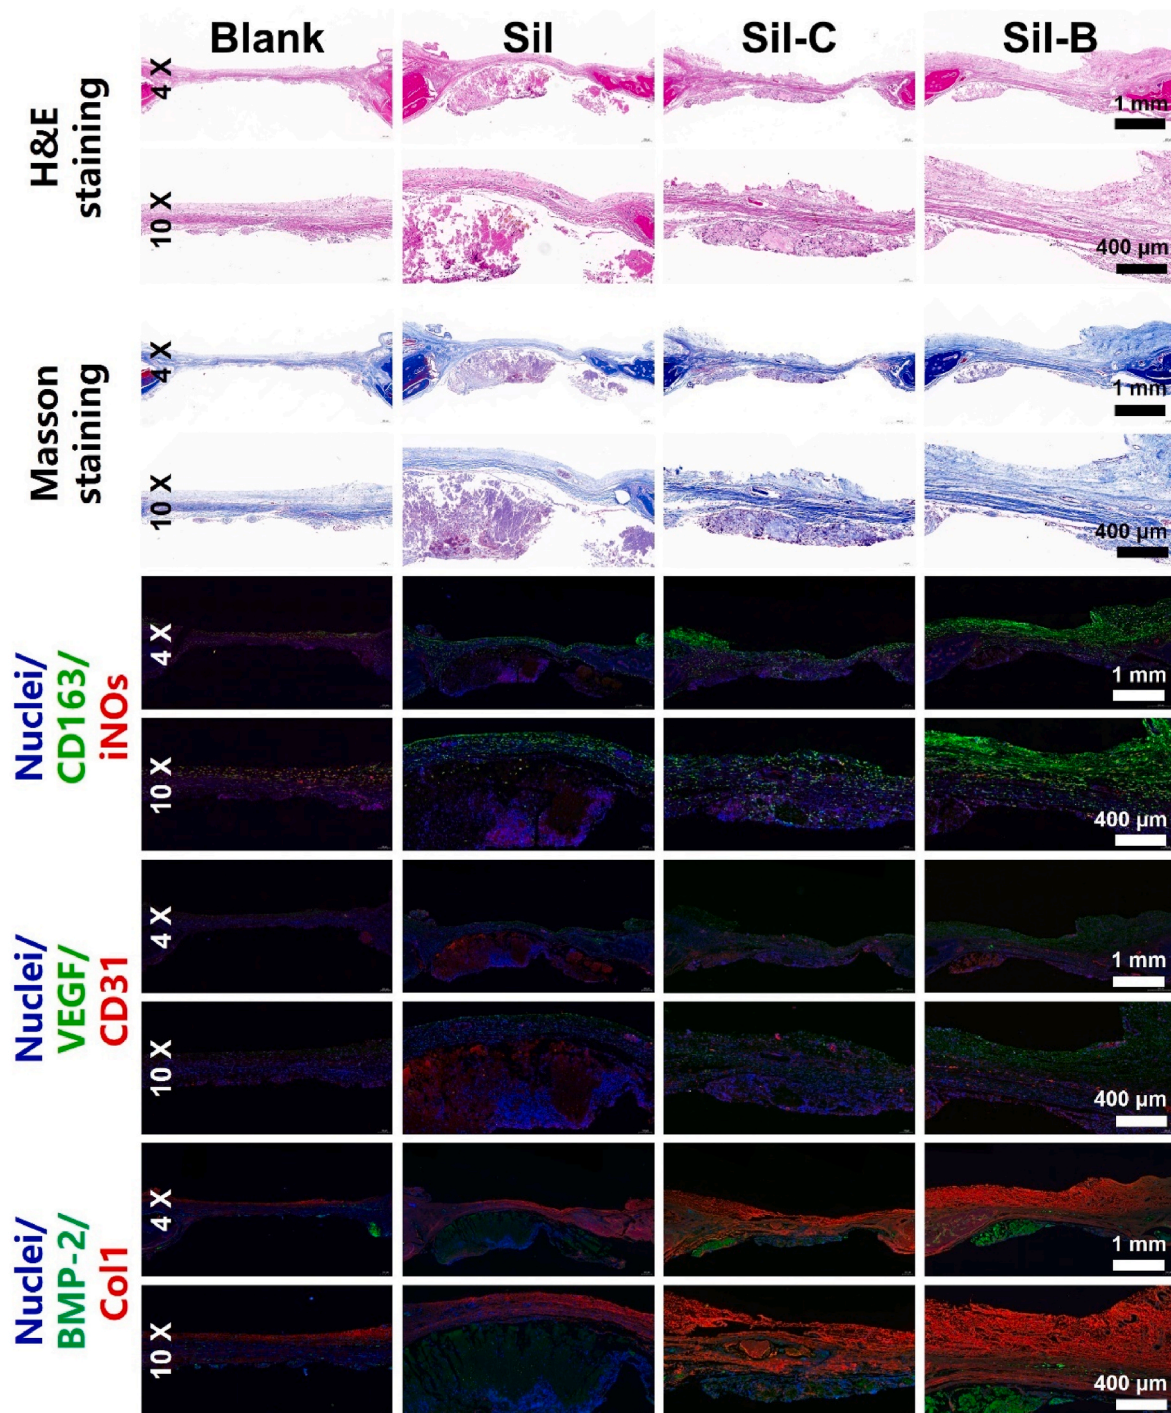 Blank Sil Sil-C Sil-B
H&E
staining
4 X
1 mm
10 X
400 µm
Masson
staining
4 X
1 mm
10 X
400 µm
Nuclei/
CD163/
iNOs
4 X
1 mm
10 X
400 µm
Nuclei/
VEGF/
CD31
4 X
1 mm
10 X
400 µm
Nuclei/
BMP-2/
Col1
4 X
1 mm
10 X
400 µm